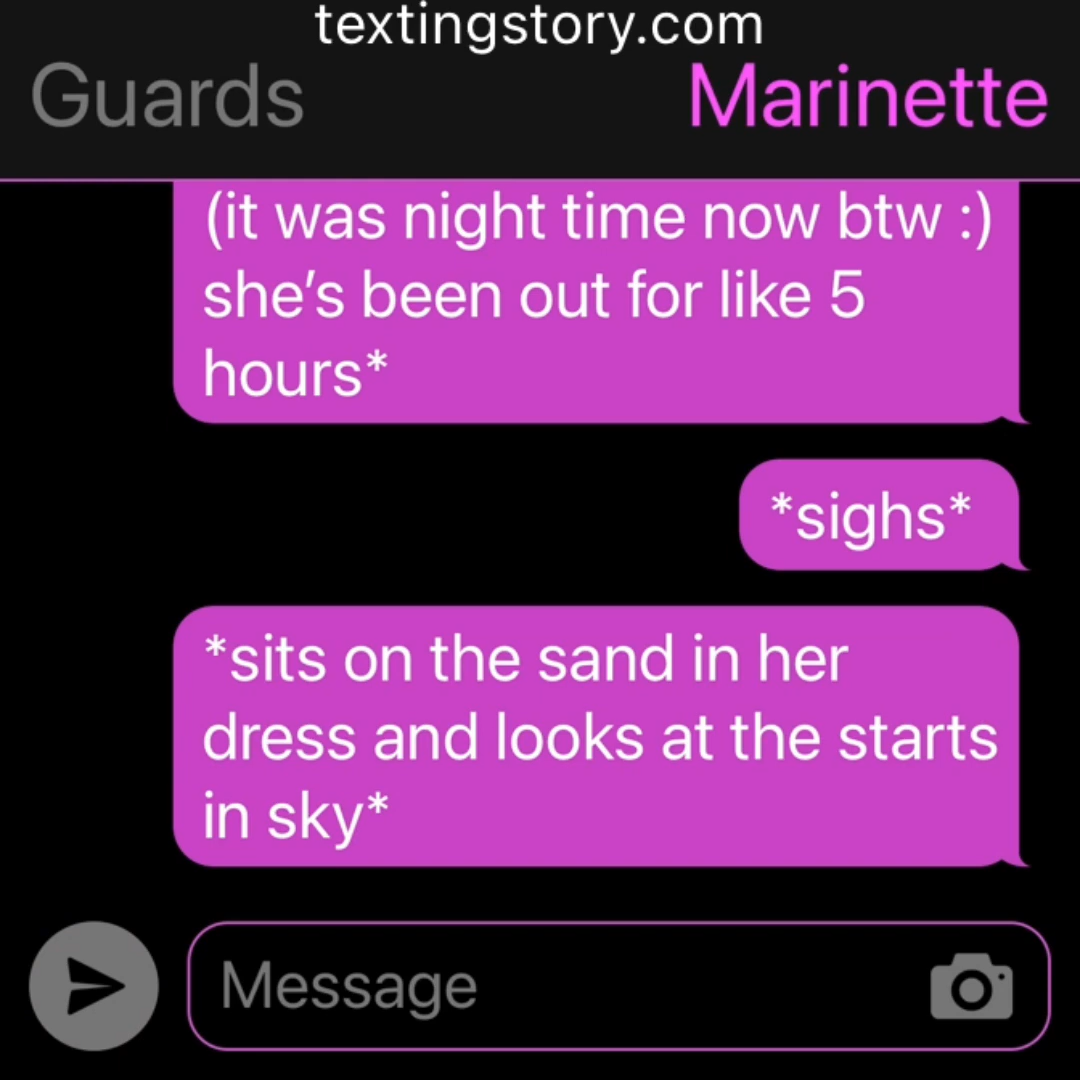 textingstory.com
Guards
Marinette
(it was night time now btw :)
she’s been out for like 5
hours*
*sighs*
*sits on the sand in her
dress and looks at the starts
in sky*
Message